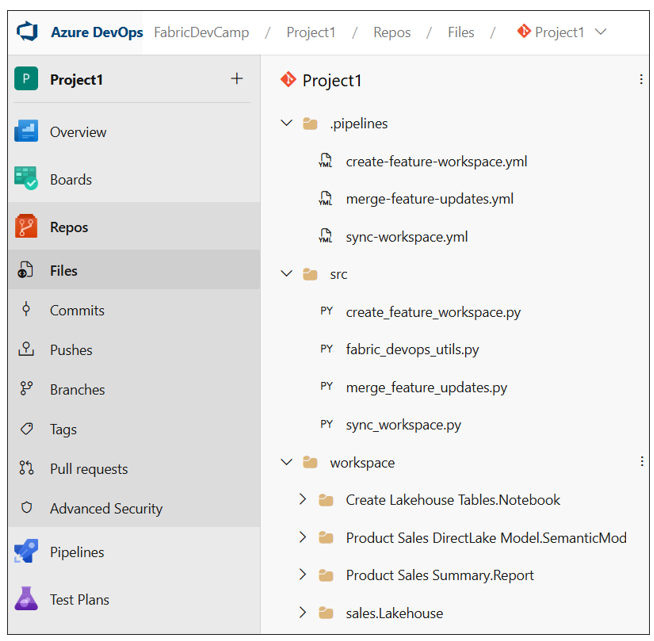 Azure DevOps FabricDevCamp / Project1 / Repos / Files / Project1
P Project1 +
Overview
Boards
Repos
Files
Commits
Pushes
Branches
Tags
Pull requests
Advanced Security
Pipelines
Test Plans
Project1
.pipelines
YML create-feature-workspace.yml
YML merge-feature-updates.yml
YML sync-workspace.yml
src
PY create_feature_workspace.py
PY fabric_devops_utils.py
PY merge_feature_updates.py
PY sync_workspace.py
workspace
Create Lakehouse Tables.Notebook
Product Sales DirectLake Model.SemanticMod
Product Sales Summary.Report
sales.Lakehouse